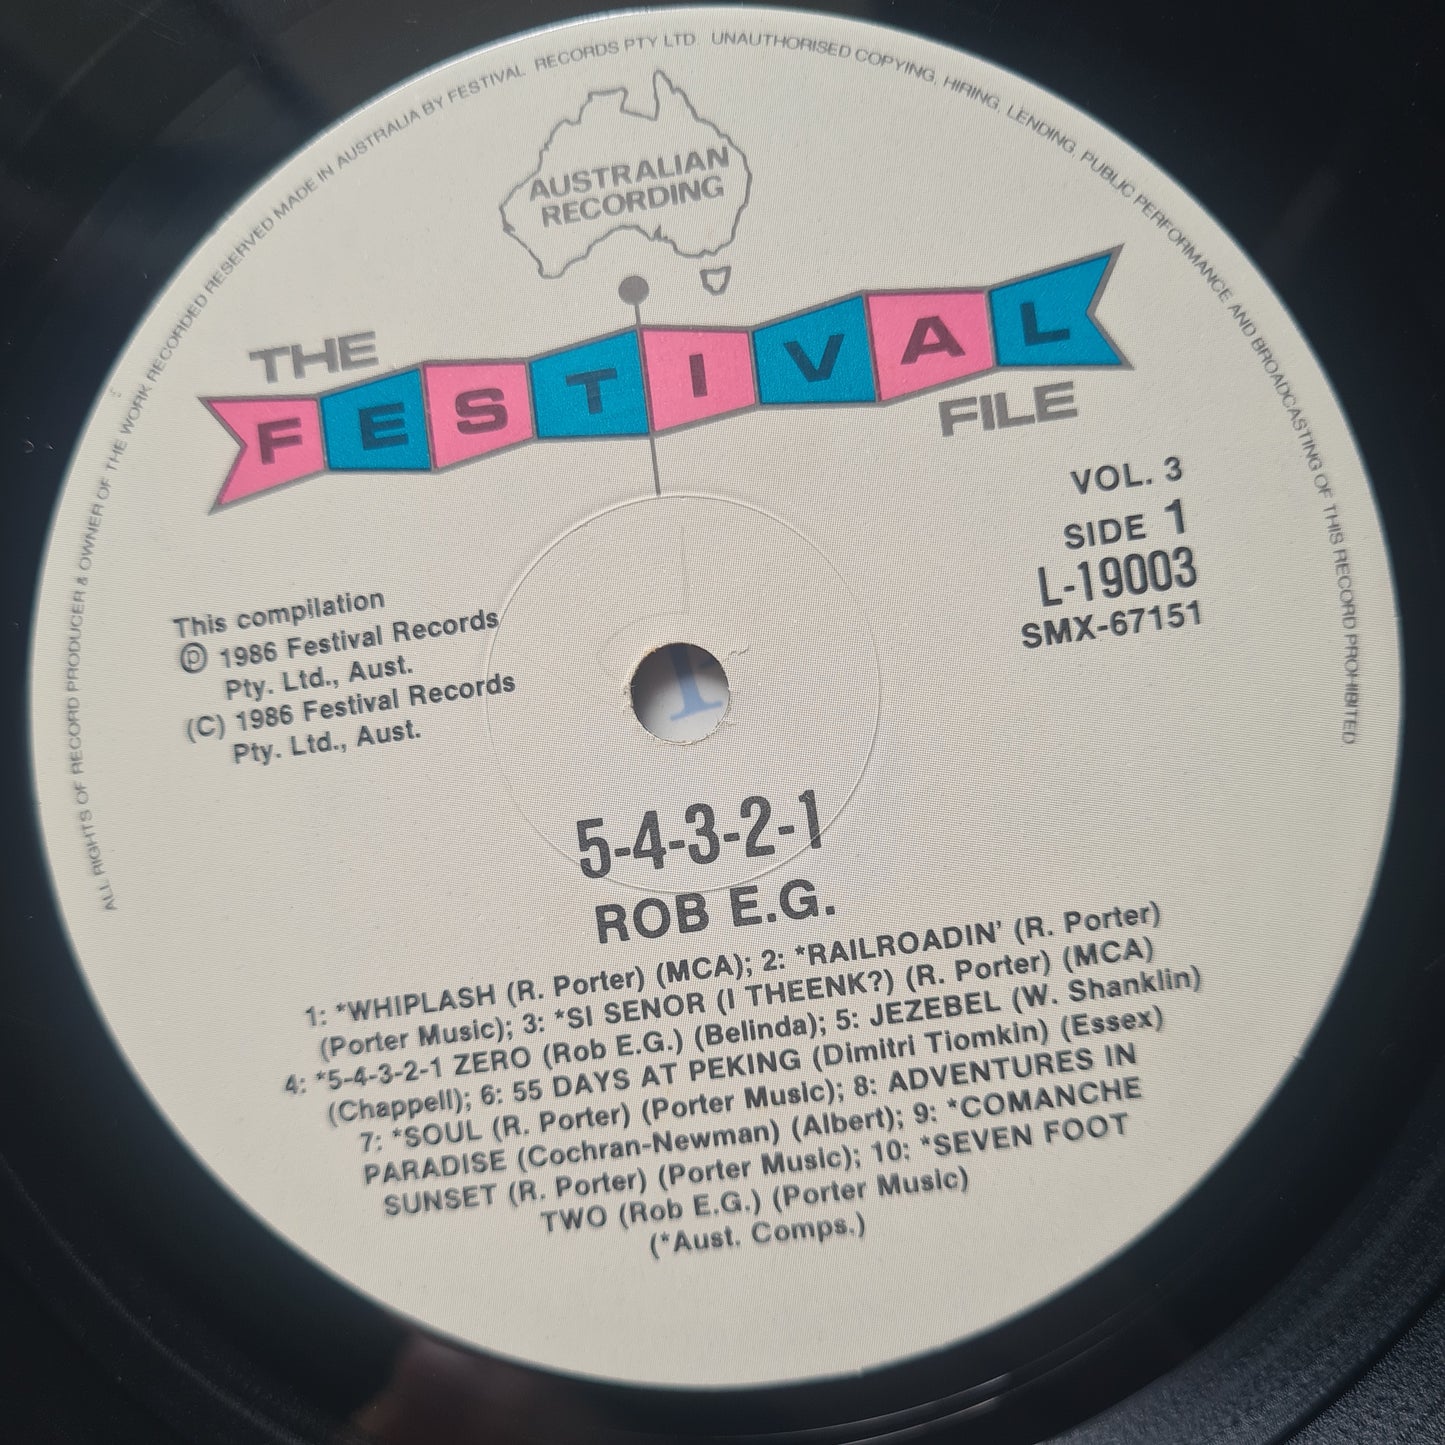 ALL RIGHTS OF RECORD PRODUCER & OWNER OF THE WORK RECORDED RESERVED MADE IN AUSTRALIA BY FESTIVAL RECORDS PTY LTD. UNAUTHORISED COPYING, HIRING, LENDING, PUBLIC PERFORMANCE AND BROADCASTING OF THIS RECORD PROHIBITED
AUSTRALIAN
RECORDING
THE
FESTIVAL
FILE
VOL. 3
SIDE 1
L-19003
SMX-67151
This compilation
Ⓟ 1986 Festival Records
Pty. Ltd., Aust.
(C) 1986 Festival Records
Pty. Ltd., Aust.
5-4-3-2-1
ROB E.G.
1: *WHIPLASH (R. Porter) (MCA); 2: *RAILROADIN' (R. Porter)
(Porter Music); 3: *SI SENOR (I THEENK?) (R. Porter) (MCA)
4: *5-4-3-2-1 ZERO (Rob E.G.) (Belinda); 5: JEZEBEL (W. Shanklin)
(Chappell); 6: 55 DAYS AT PEKING (Dimitri Tiomkin) (Essex)
7: *SOUL (R. Porter) (Porter Music); 8: ADVENTURES IN
PARADISE (Cochran-Newman) (Albert); 9: *COMANCHE
SUNSET (R. Porter) (Porter Music); 10: *SEVEN FOOT
TWO (Rob E.G.) (Porter Music)
(*Aust. Comps.)